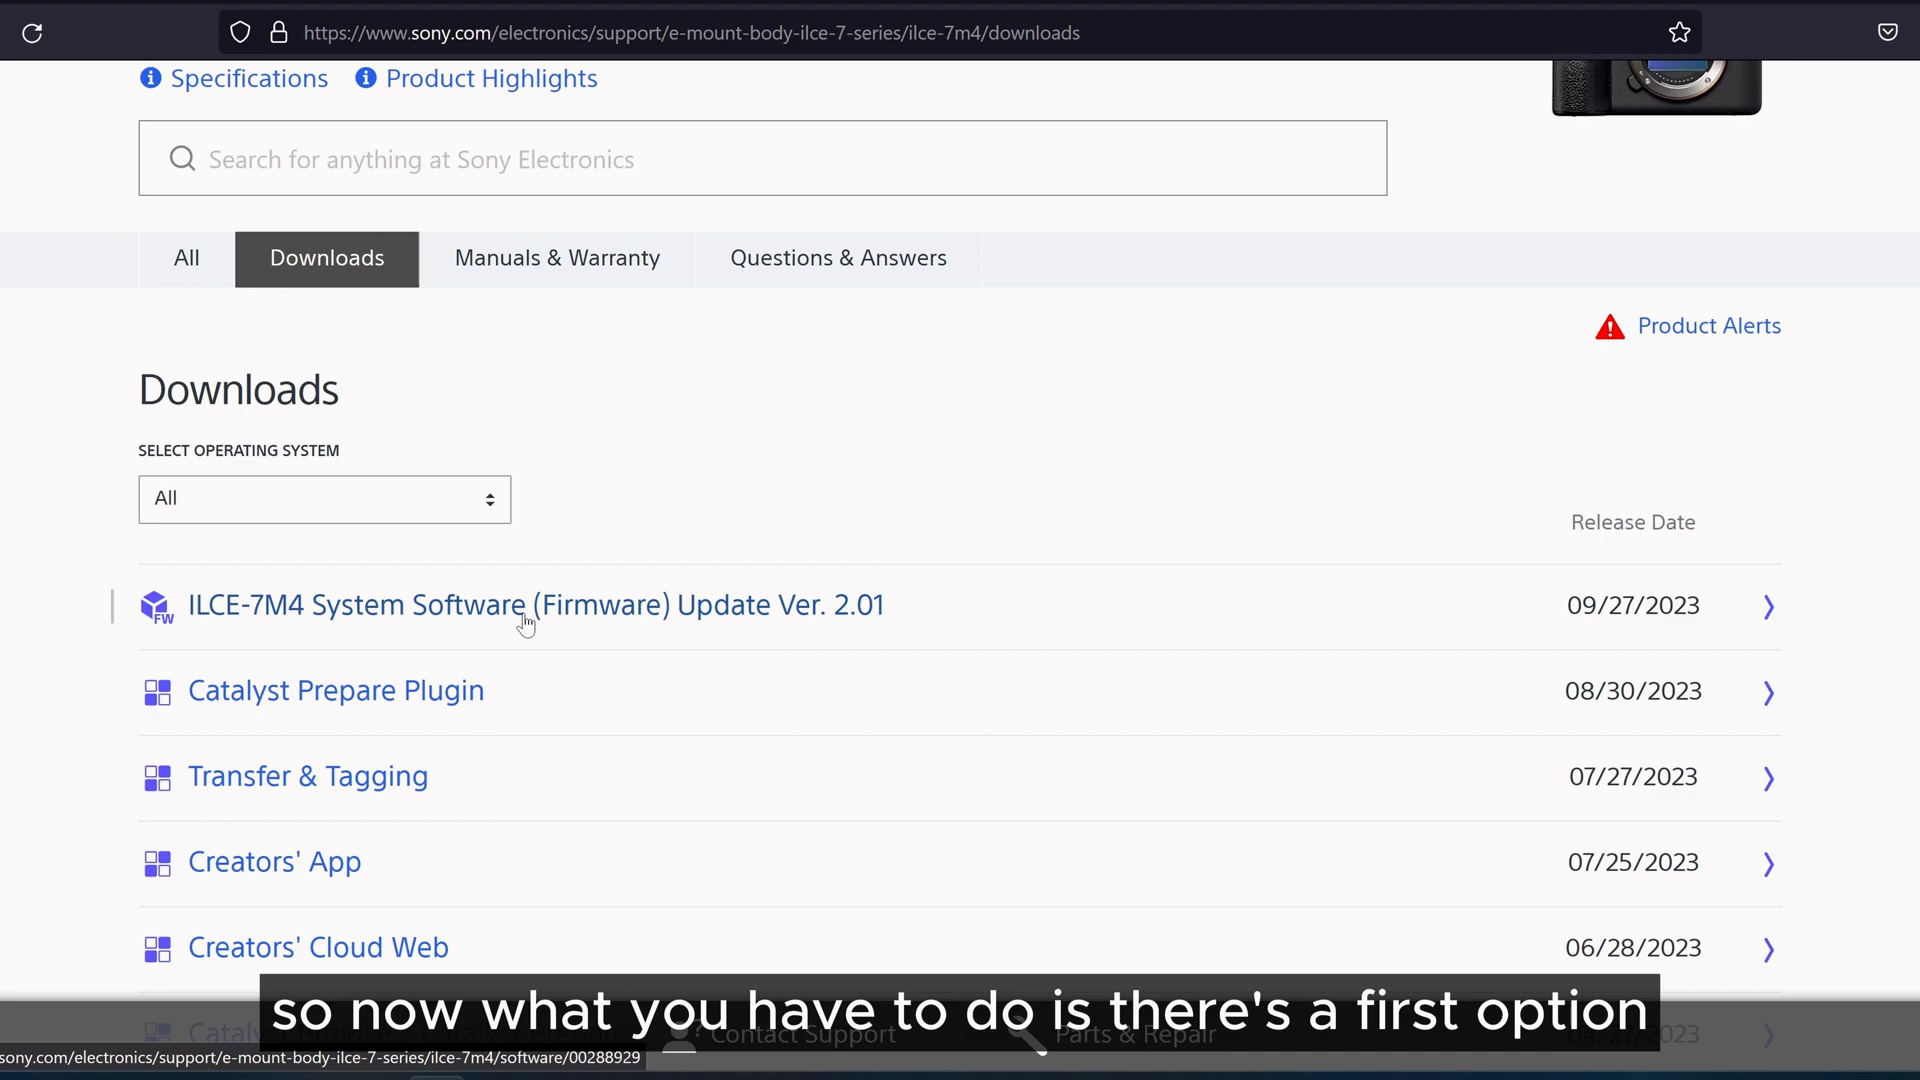 https://www.sony.com/electronics/support/e-mount-body-ilce-7-series/ilce-7m4/downloads
Specifications Product Highlights
Search for anything at Sony Electronics
All Downloads Manuals & Warranty Questions & Answers
Product Alerts
Downloads
SELECT OPERATING SYSTEM
All
Release Date
FW ILCE-7M4 System Software (Firmware) Update Ver. 2.01 09/27/2023
Catalyst Prepare Plugin 08/30/2023
Transfer & Tagging 07/27/2023
Creators' App 07/25/2023
Creators' Cloud Web 06/28/2023
so now what you have to do is there's a first option
Contact Support Parts & Repair
sony.com/electronics/support/e-mount-body-ilce-7-series/ilce-7m4/software/00288929